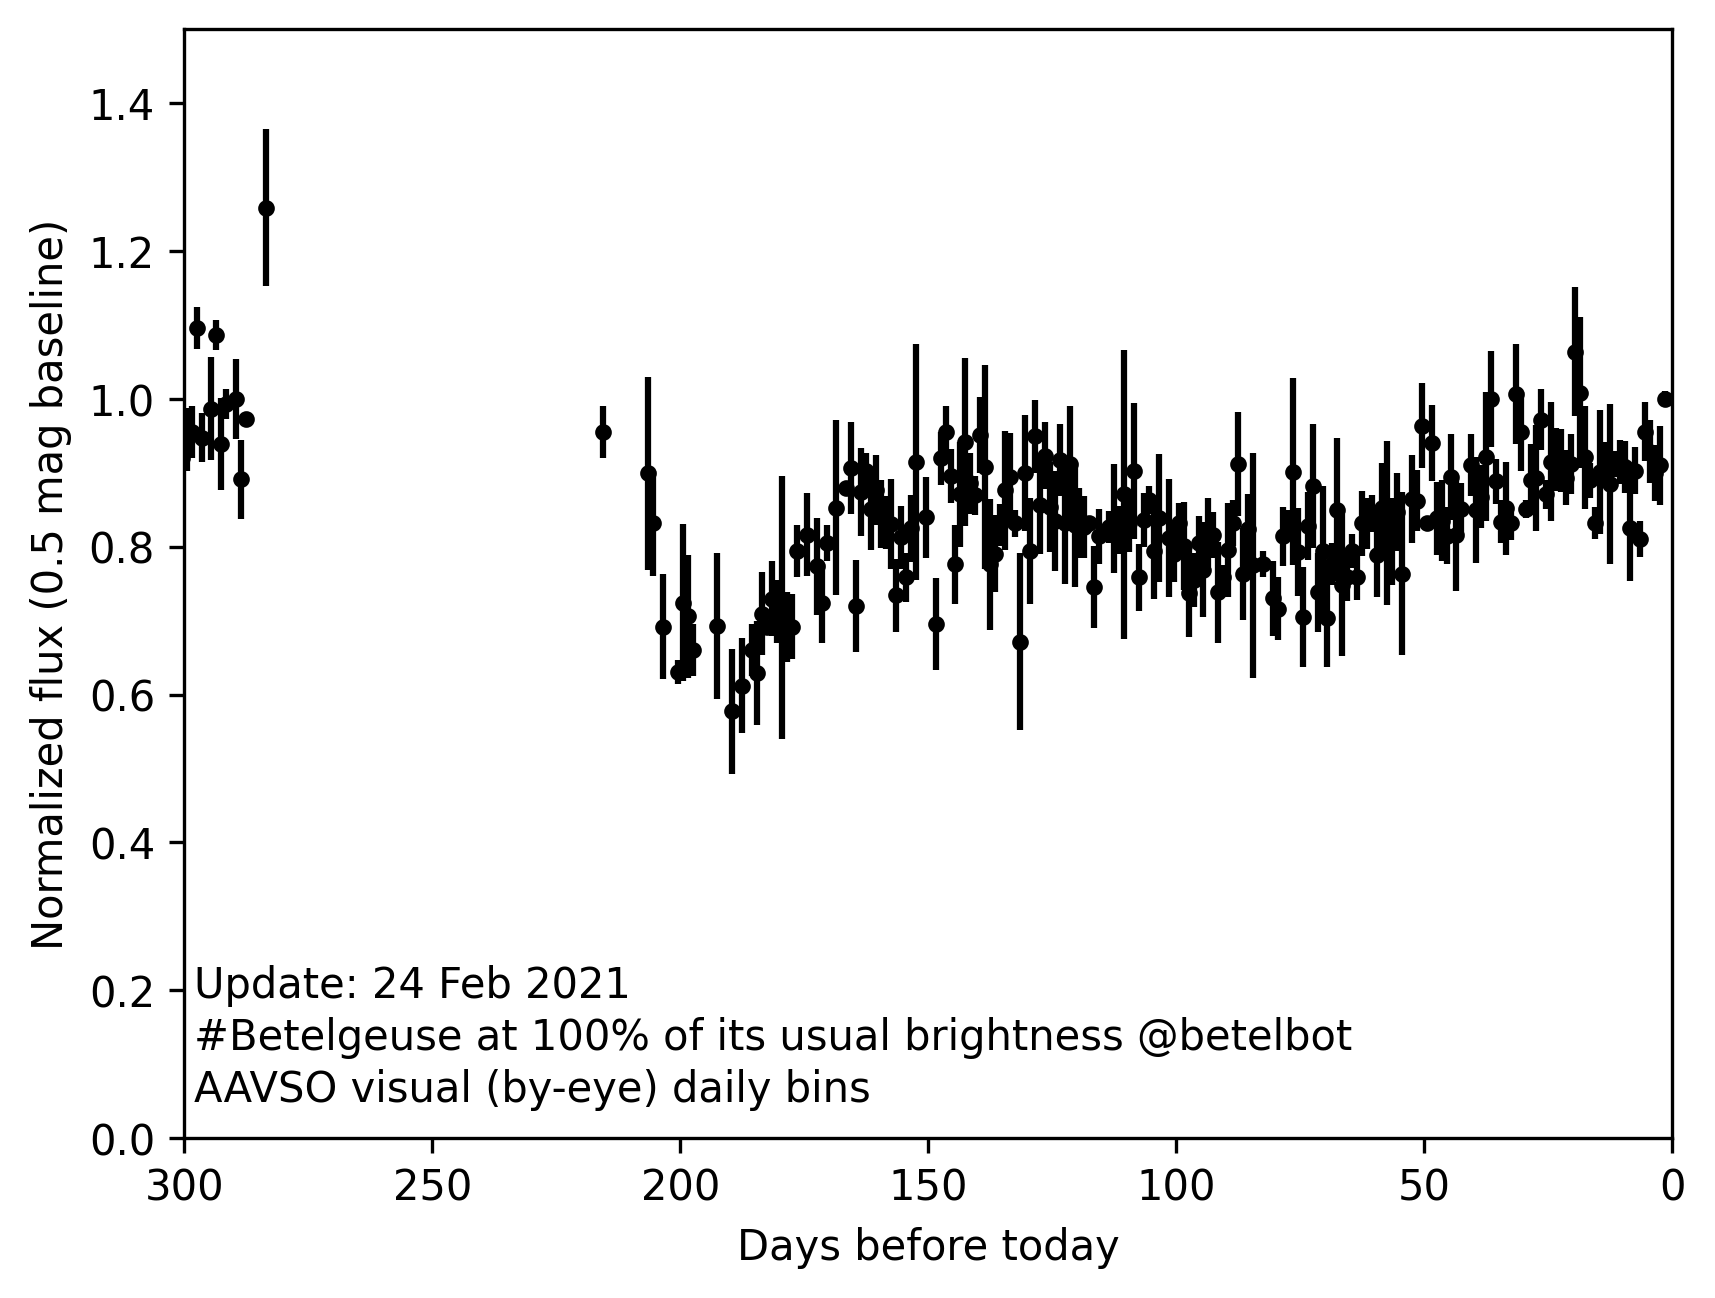 Normalized flux (0.5 mag baseline)
1.4
1.2
1.0
0.8
0.6
0.4
0.2
0.0
Update: 24 Feb 2021
#Betelgeuse at 100% of its usual brightness @betelbot
AAVSO visual (by-eye) daily bins
300 250 200 150 100 50 0
Days before today